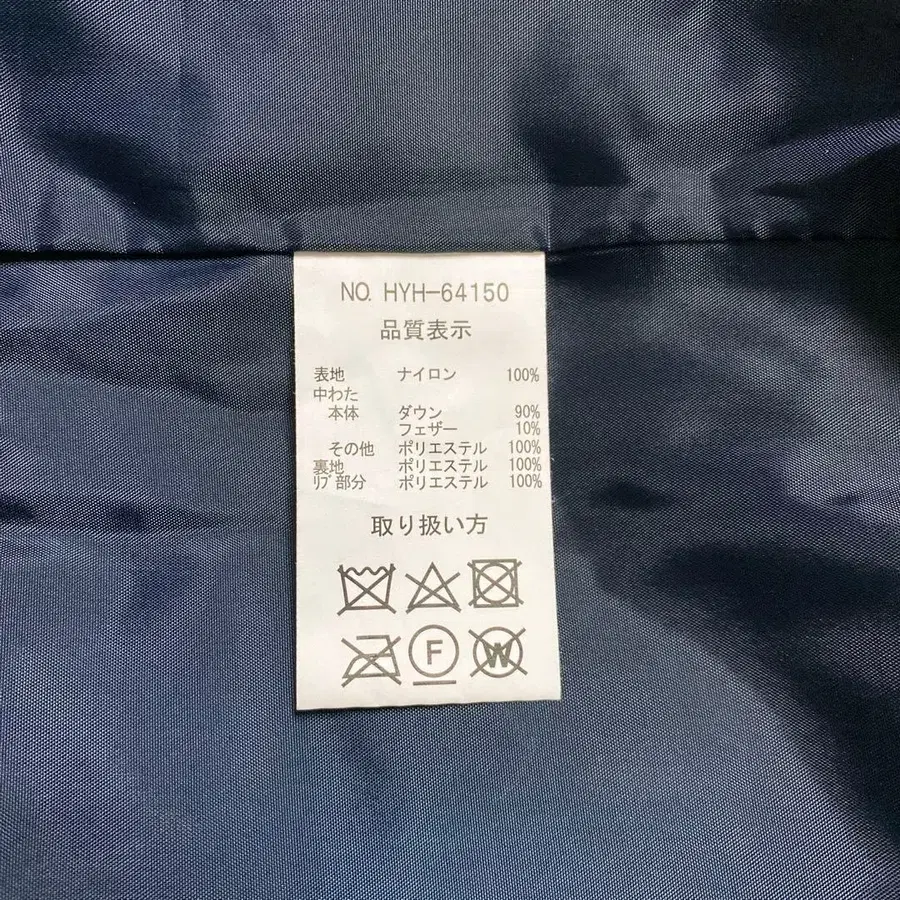 NO. HYH-64150
品質表示
表地 ナイロン 100%
中わた
本体 ダウン 90%
フェザー 10%
その他 ポリエステル 100%
裏地 ポリエステル 100%
ﾘﾌﾞ部分 ポリエステル 100%
取り扱い方
F W